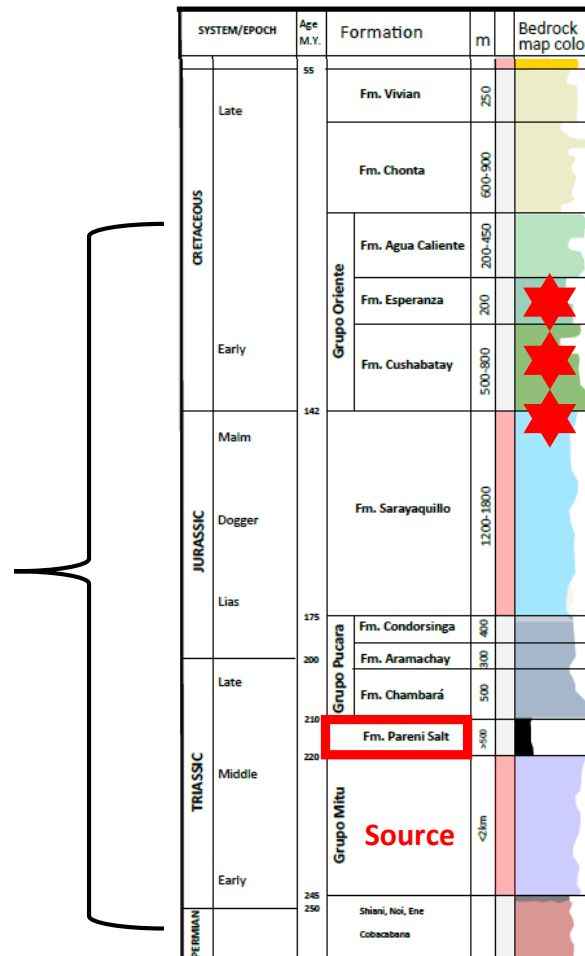 SYSTEM/EPOCH
Age
M.Y.
Formation
m
Bedrock
map colo
55
Late
Fm. Vivian
250
Fm. Chonta
600-900
CRETACEOUS
Grupo Oriente
Fm. Agua Caliente
200-450
Fm. Esperanza
200
Early
Fm. Cushabatay
500-800
142
JURASSIC
Malm
Dogger
Lias
Fm. Sarayaquillo
1200-1800
175
Grupo Pucara
Fm. Condorsinga
400
200
Fm. Aramachay
300
TRIASSIC
Late
Fm. Chambará
500
210
Fm. Pareni Salt
>500
220
Middle
Grupo Mitu
Source
<2km
Early
245
250
PERMIAN
Shiani, Noi, Ene
Cobacabana